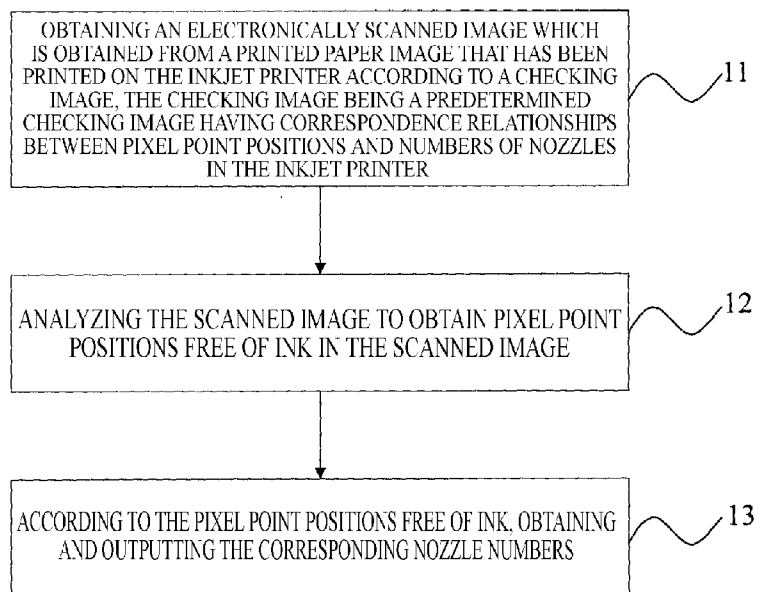 OBTAINING AN ELECTRONICALLY SCANNED IMAGE WHICH
IS OBTAINED FROM A PRINTED PAPER IMAGE THAT HAS BEEN
PRINTED ON THE INKJET PRINTER ACCORDING TO A CHECKING
IMAGE, THE CHECKING IMAGE BEING A PREDETERMINED
CHECKING IMAGE HAVING CORRESPONDENCE RELATIONSHIPS
BETWEEN PIXEL POINT POSITIONS AND NUMBERS OF NOZZLES
IN THE INKJET PRINTER
11
ANALYZING THE SCANNED IMAGE TO OBTAIN PIXEL POINT
POSITIONS FREE OF INK IN THE SCANNED IMAGE
12
ACCORDING TO THE PIXEL POINT POSITIONS FREE OF INK, OBTAINING
AND OUTPUTTING THE CORRESPONDING NOZZLE NUMBERS
13